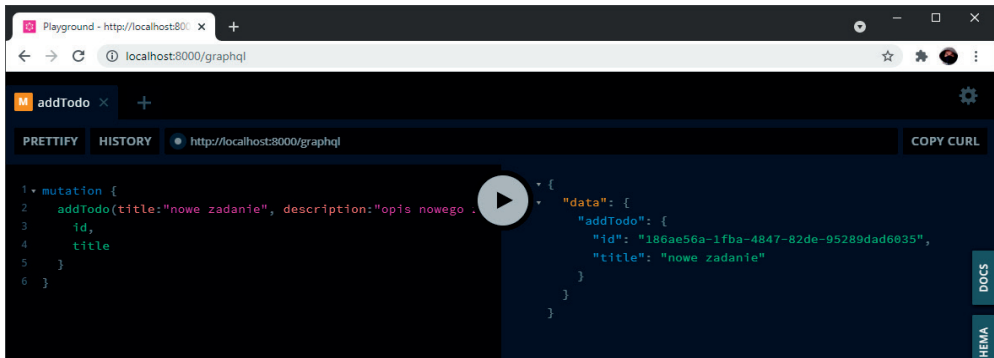 Playground - http://localhost:800
localhost:8000/graphql
M addTodo
PRETTIFY HISTORY http://localhost:8000/graphql COPY CURL
1 mutation {
2 addTodo(title:"nowe zadanie", description:"opis nowego .
3 id,
4 title
5 }
6 }
{
"data": {
"addTodo": {
"id": "186ae56a-1fba-4847-82de-95289dad6035",
"title": "nowe zadanie"
}
}
}
DOCS
HEMA